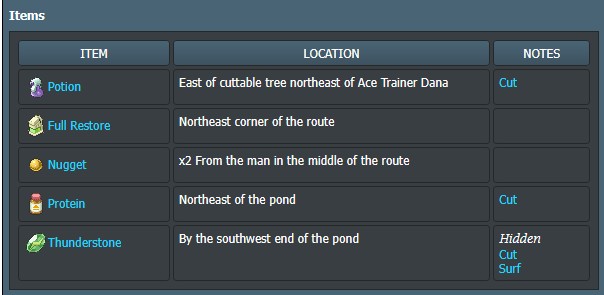 Items
ITEM LOCATION NOTES
Potion East of cuttable tree northeast of Ace Trainer Dana Cut
Full Restore Northeast corner of the route
Nugget x2 From the man in the middle of the route
Protein Northeast of the pond Cut
Thunderstone By the southwest end of the pond Hidden
Cut
Surf